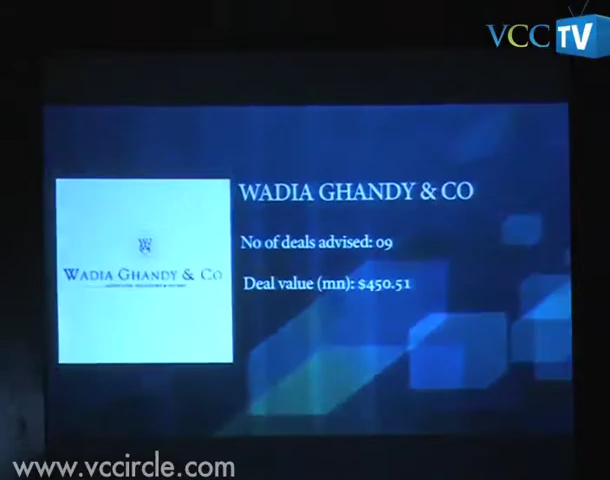 VCC TV
WADIA GHANDY & CO
No of deals advised: 09
WADIA GHANDY & CO
Deal value (mn): $450.51
www.vccircle.com